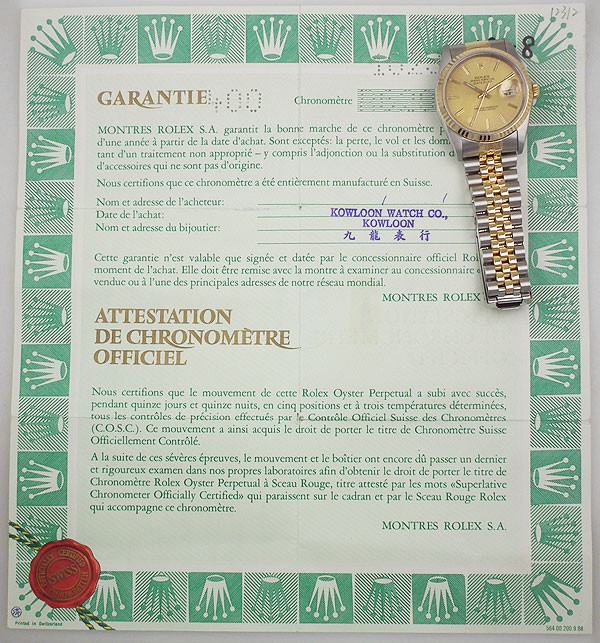 12312
8
GARANTIE
400
Chronomètre
MONTRES ROLEX S.A. garantit la bonne marche de ce chronomètre
d'une année à partir de la date d'achat. Sont exceptés: la perte, le vol et les
tant d'un traitement non approprié – y compris l'adjonction ou la substitution
d'accessoires qui ne sont pas d'origine.
Nous certifions que ce chronomètre a été entièrement manufacturé en Suisse.
Nom et adresse de l'acheteur:
Date de l'achat:
Nom et adresse du bijoutier:
KOWLOON WATCH CO.,
KOWLOON
九龍表行
Cette garantie n'est valable que signée et datée par le concessionaire officiel
moment de l'achat. Elle doit être remise avec la montre à examiner au concessionaire
vendue ou à l'une des principales adresses de notre réseau mondial.
MONTRES ROLEX
ATTESTATION
DE CHRONOMÈTRE
OFFICIEL
Nous certifions que le mouvement de cette Rolex Oyster Perpetual a subi avec succès,
pendant quinze jours et quinze nuits, en cinq positions et à trois températures déterminées,
tous les contrôles de précision effectués par le Contrôle Officiel Suisse des Chronomètres
(C.O.S.C.). Ce mouvement a ainsi acquis le droit de porter le titre de Chronomètre Suisse
Officiellement Contrôlé.
A la suite de ces sévères épreuves, le mouvement et le boîtier ont encore dû passer un dernier
et rigoureux examen dans nos propres laboratoires afin d'obtenir le droit de porter le titre de
Chronomètre Rolex Oyster Perpetual à Sceau Rouge, titre attesté par les mots «Superlative
Chronometer Officially Certified» qui paraissent sur le cadran et par le Sceau Rouge Rolex
qui accompagne ce chronomètre.
MONTRES ROLEX S.A.
Printed in Switzerland
564.00.200.9.88